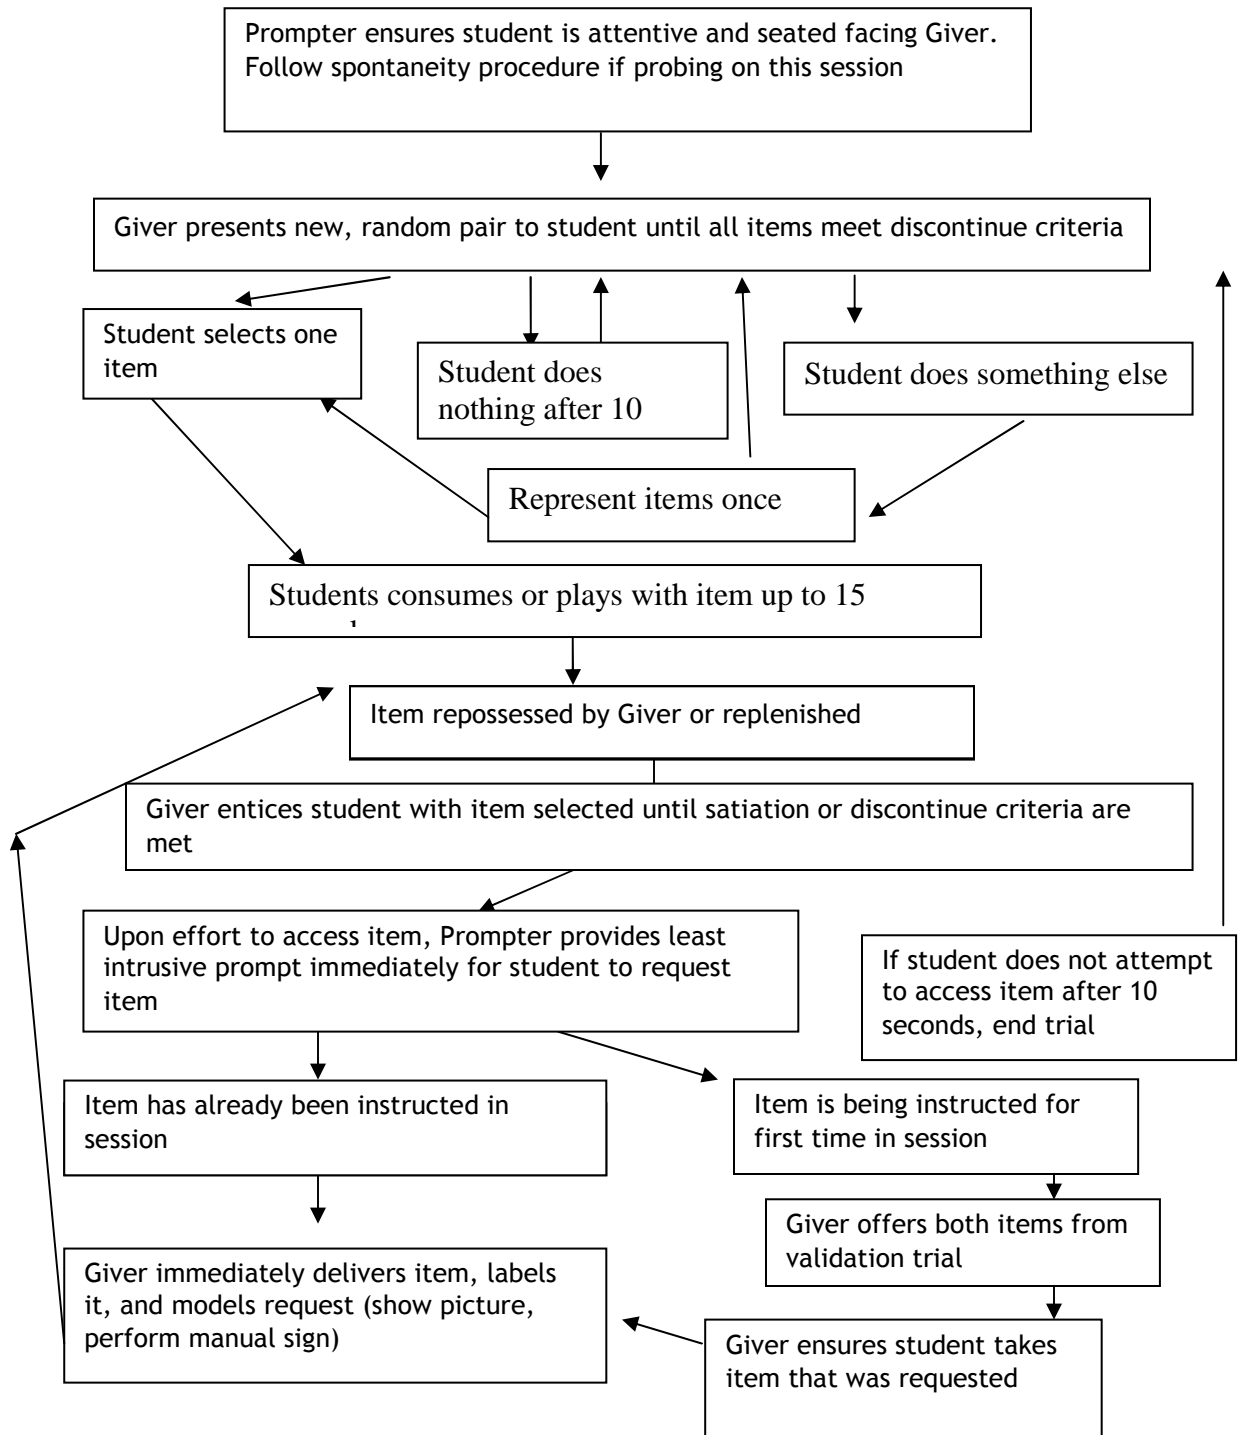 Prompter ensures student is attentive and seated facing Giver.
Follow spontaneity procedure if probing on this session
Giver presents new, random pair to student until all items meet discontinue criteria
Student selects one
item
Student does
nothing after 10
Student does something else
Represent items once
Students consumes or plays with item up to 15
Item repossessed by Giver or replenished
Giver entices student with item selected until satiation or discontinue criteria are
met
Upon effort to access item, Prompter provides least
intrusive prompt immediately for student to request
item
If student does not attempt
to access item after 10
seconds, end trial
Item has already been instructed in
session
Item is being instructed for
first time in session
Giver offers both items from
validation trial
Giver immediately delivers item, labels
it, and models request (show picture,
perform manual sign)
Giver ensures student takes
item that was requested